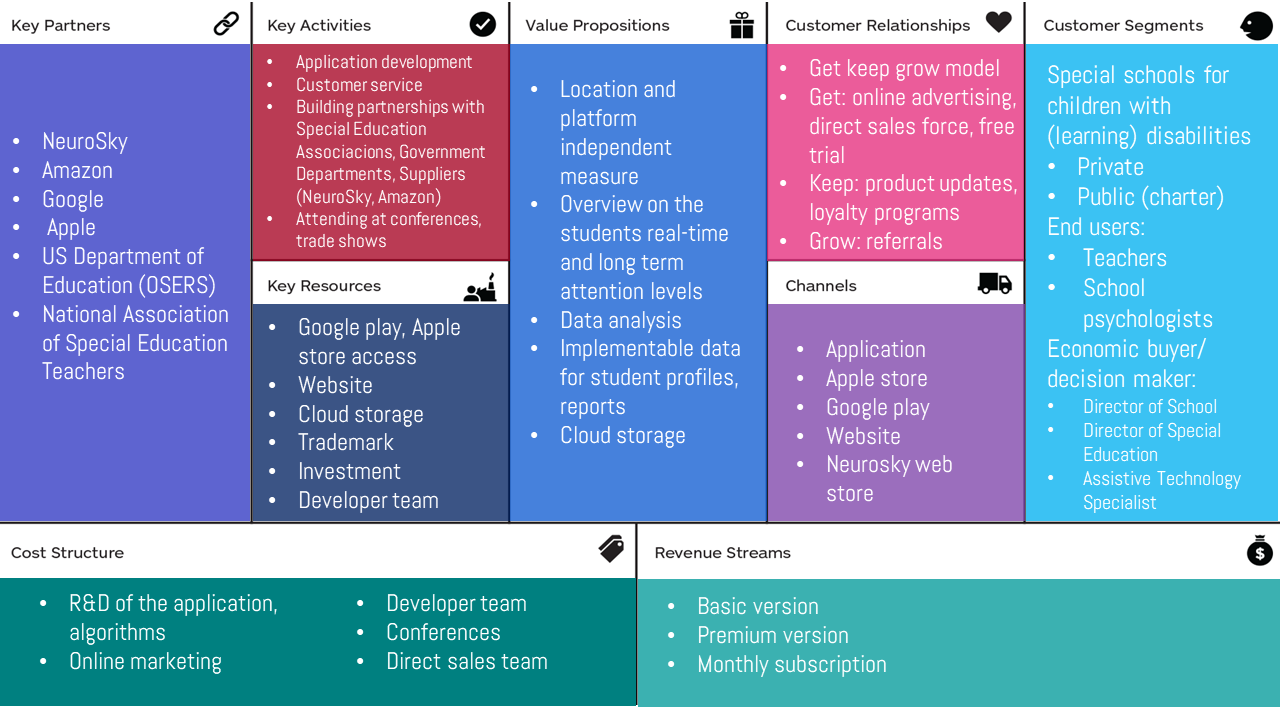 Key Partners
• NeuroSky
• Amazon
• Google
• Apple
• US Department of
Education (OSERS)
• National Association
of Special Education
Teachers
Key Activities
• Application development
• Customer service
• Building partnerships with
Special Education
Associacions, Government
Departments, Suppliers
(NeuroSky, Amazon)
• Attending at conferences,
trade shows
Key Resources
• Google play, Apple
store access
• Website
• Cloud storage
• Trademark
• Investment
• Developer team
Value Propositions
• Location and
platform
independent
measure
• Overview on the
students real-time
and long term
attention levels
• Data analysis
• Implementable data
for student profiles,
reports
• Cloud storage
Customer Relationships
• Get keep grow model
• Get: online advertising,
direct sales force, free
trial
• Keep: product updates,
loyalty programs
• Grow: referrals
Channels
• Application
• Apple store
• Google play
• Website
• Neurosky web
store
Customer Segments
Special schools for
children with
(learning) disabilities
• Private
• Public (charter)
End users:
• Teachers
• School
psychologists
Economic buyer/
decision maker:
• Director of School
• Director of Special
Education
• Assistive Technology
Specialist
Cost Structure
• R&D of the application,
algorithms
• Online marketing
• Developer team
• Conferences
• Direct sales team
Revenue Streams
$
• Basic version
• Premium version
• Monthly subscription